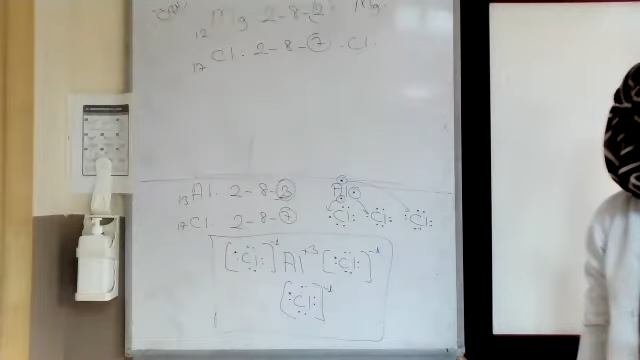 12Mg 2-8-2 Mg.
17Cl. 2-8-7 - Cl.
13Al. 2-8-3 Al
17Cl. 2-8-7 Cl Cl Cl
[Cl]-1 Al+3 [Cl]-1
[Cl]-1